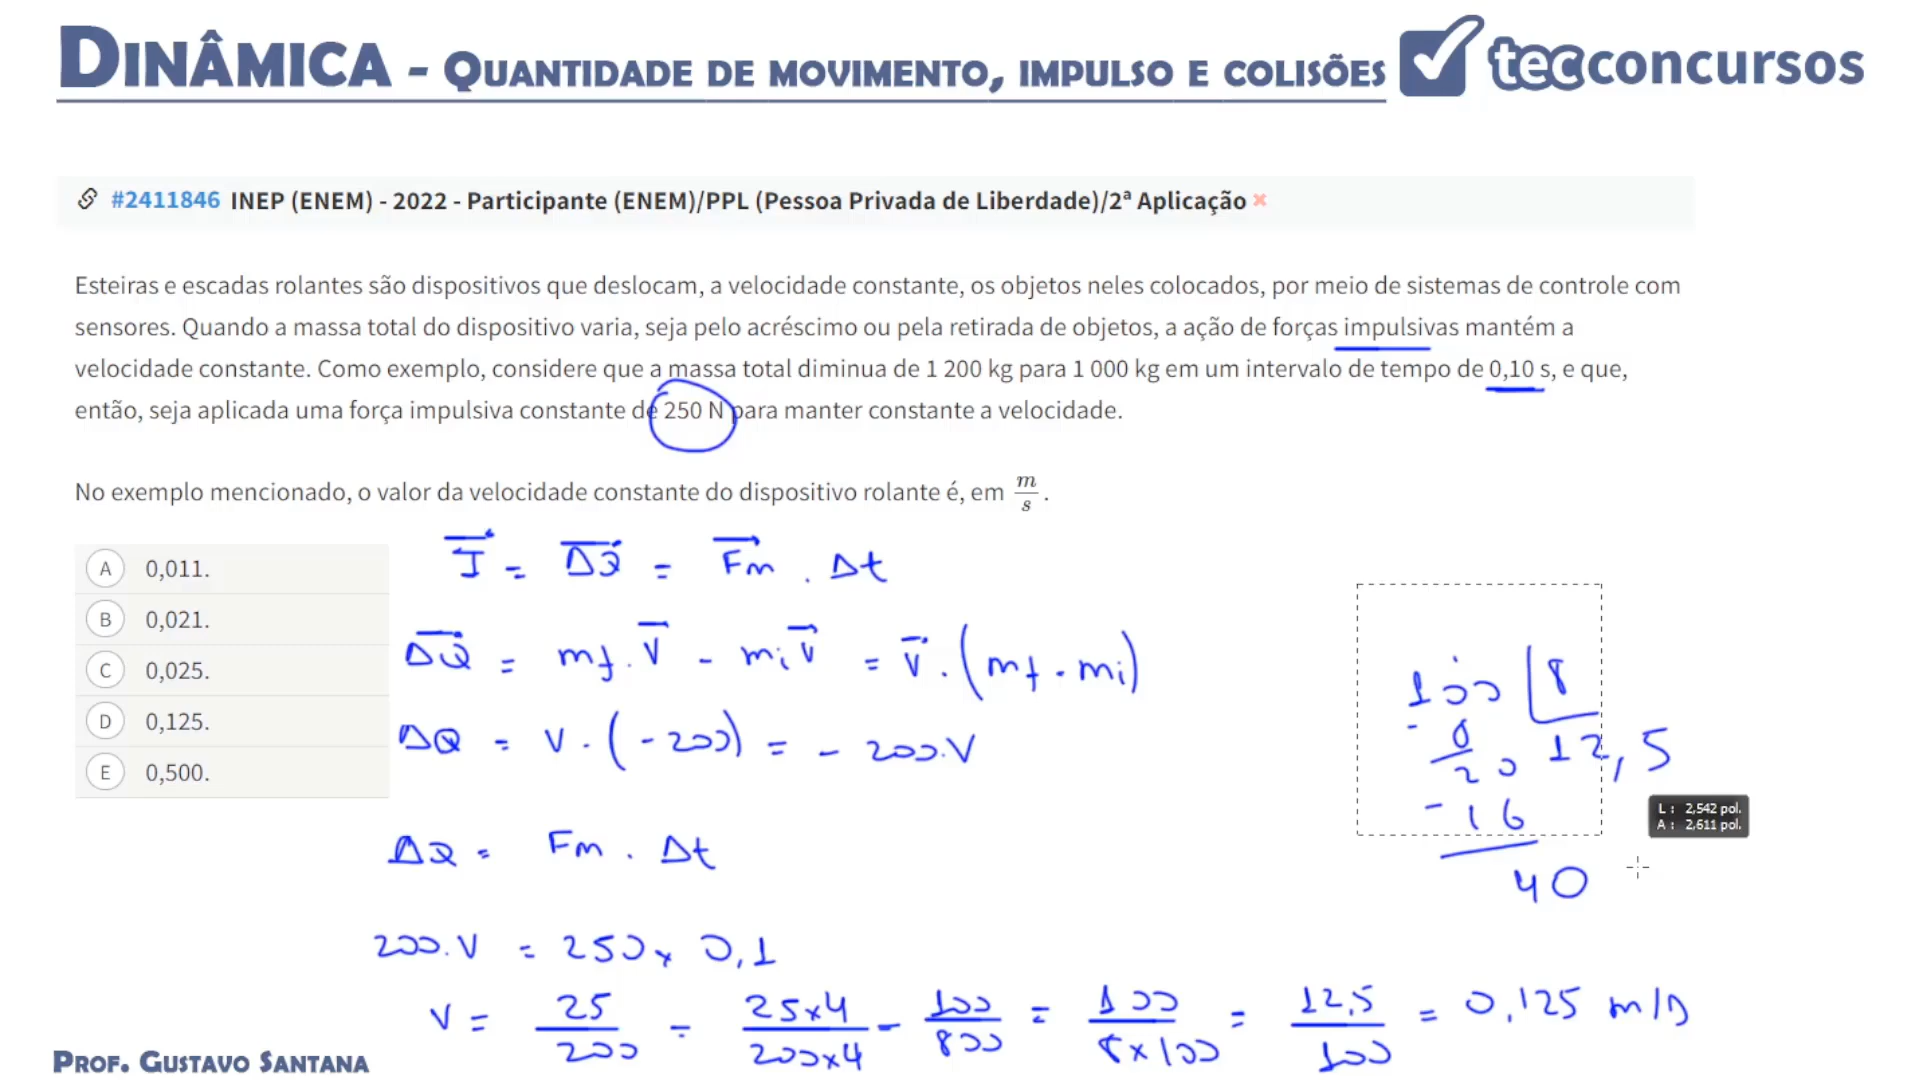 DINÂMICA - QUANTIDADE DE MOVIMENTO, IMPULSO E COLISÕES
tecconcursos
#2411846 INEP (ENEM) - 2022 - Participante (ENEM)/PPL (Pessoa Privada de Liberdade)/2ª Aplicação
Esteiras e escadas rolantes são dispositivos que deslocam, a velocidade constante, os objetos neles colocados, por meio de sistemas de controle com
sensores. Quando a massa total do dispositivo varia, seja pelo acréscimo ou pela retirada de objetos, a ação de forças impulsivas mantém a
velocidade constante. Como exemplo, considere que a massa total diminua de 1 200 kg para 1 000 kg em um intervalo de tempo de 0,10 s, e que,
então, seja aplicada uma força impulsiva constante de 250 N para manter constante a velocidade.
No exemplo mencionado, o valor da velocidade constante do dispositivo rolante é, em m/s.
A 0,011.
B 0,021.
C 0,025.
D 0,125.
E 0,500.
I = ΔQ = Fm . Δt
ΔQ = mf . V - mi V = V . (mf - mi)
ΔQ = V . (-200) = - 200.V
ΔQ = Fm . Δt
200.V = 250 x 0,1
V = 25/200 = 25x4/200x4 = 100/800 = 100/8x100 = 12,5/100 = 0,125 m/s
100 | 8
- 8
20 12,5
- 16
40
L : 2,542 pol.
A : 2,611 pol.
PROF. GUSTAVO SANTANA